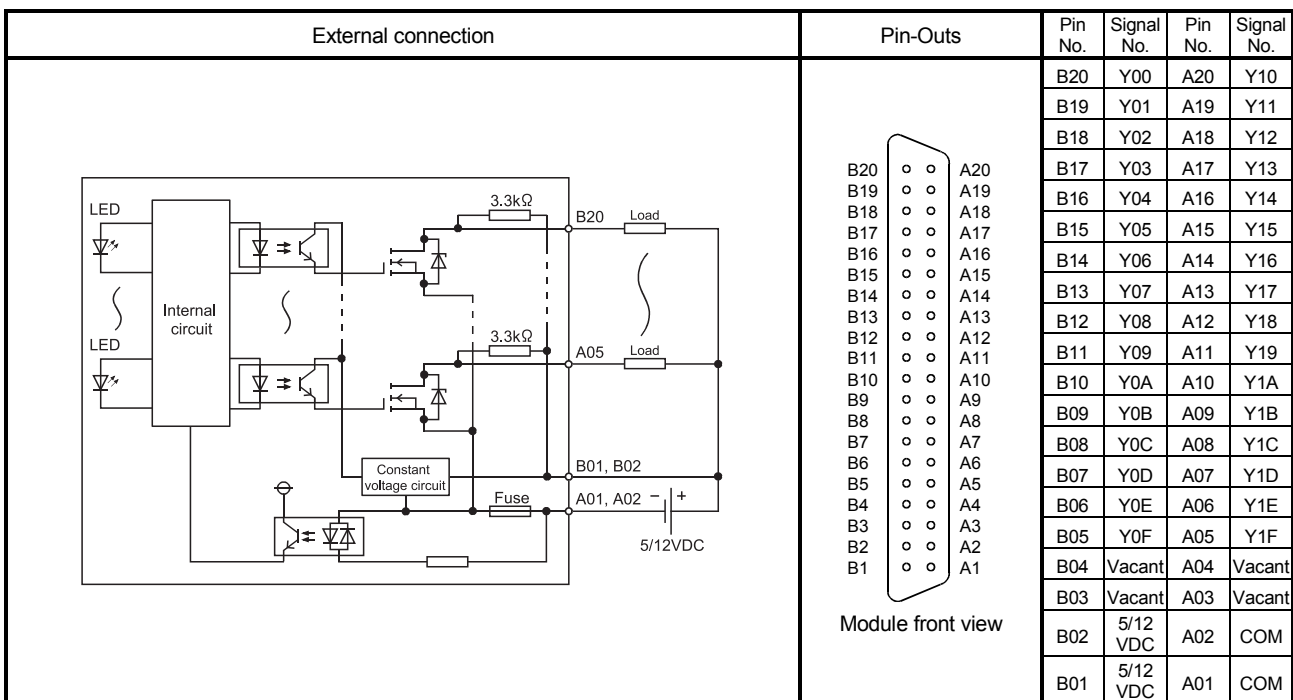 External connection
Pin-Outs
Pin No. Signal No. Pin No. Signal No.
LED
LED
Internal
circuit
3.3kΩ
B20
Load
3.3kΩ
A05
Load
Constant
voltage circuit
B01, B02
Fuse
A01, A02
− +
5/12VDC
B20 A20
B19 A19
B18 A18
B17 A17
B16 A16
B15 A15
B14 A14
B13 A13
B12 A12
B11 A11
B10 A10
B9 A9
B8 A8
B7 A7
B6 A6
B5 A5
B4 A4
B3 A3
B2 A2
B1 A1
Module front view
B20 Y00 A20 Y10
B19 Y01 A19 Y11
B18 Y02 A18 Y12
B17 Y03 A17 Y13
B16 Y04 A16 Y14
B15 Y05 A15 Y15
B14 Y06 A14 Y16
B13 Y07 A13 Y17
B12 Y08 A12 Y18
B11 Y09 A11 Y19
B10 Y0A A10 Y1A
B09 Y0B A09 Y1B
B08 Y0C A08 Y1C
B07 Y0D A07 Y1D
B06 Y0E A06 Y1E
B05 Y0F A05 Y1F
B04 Vacant A04 Vacant
B03 Vacant A03 Vacant
B02 5/12 VDC A02 COM
B01 5/12 VDC A01 COM